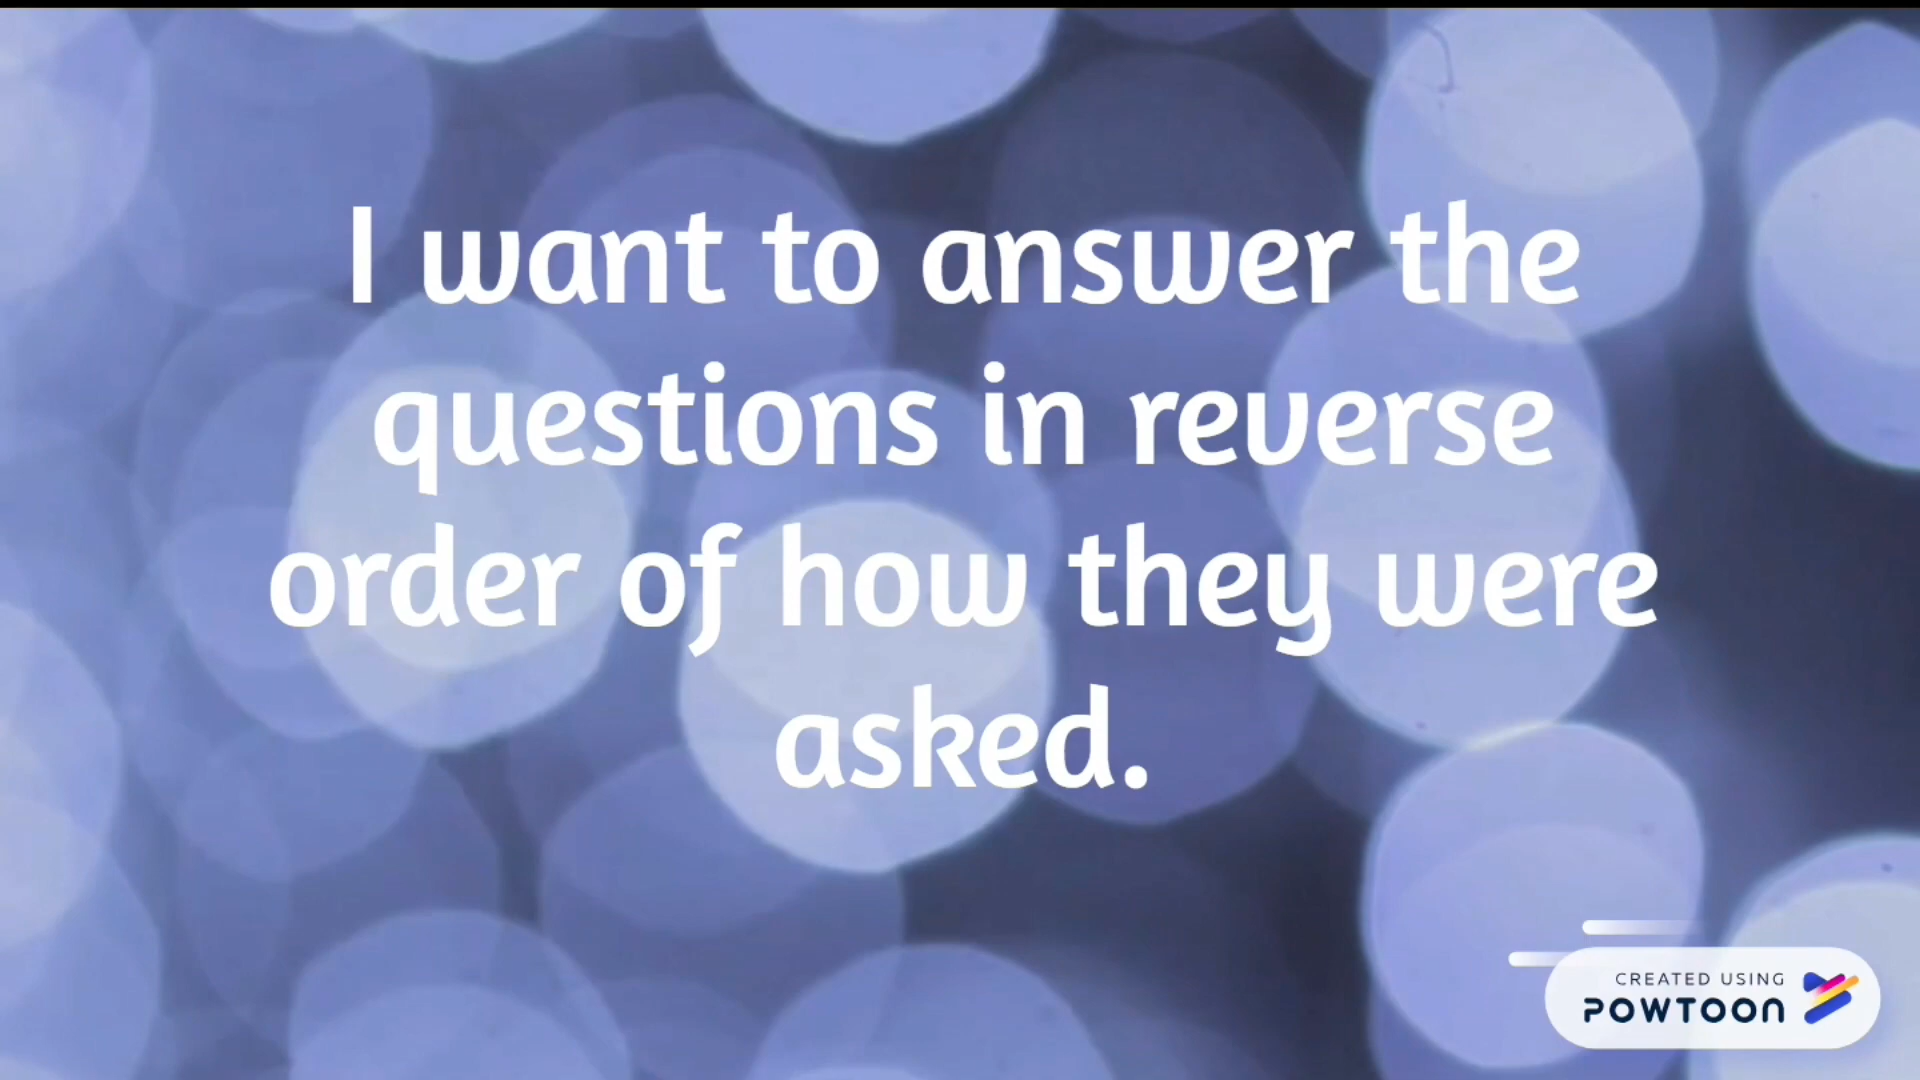 I want to answer the
questions in reverse
order of how they were
asked.
CREATED USING
POWTOON